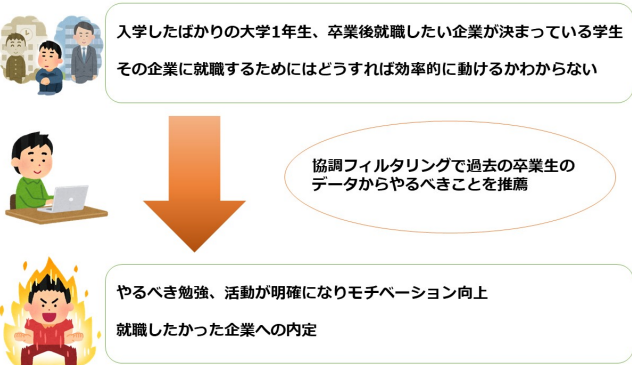 入学したばかりの大学1年生、卒業後就職したい企業が決まっている学生
その企業に就職するためにはどうすれば効率的に動けるかわからない
協調フィルタリングで過去の卒業生の
データからやるべきことを推薦
やるべき勉強、活動が明確になりモチベーション向上
就職したかった企業への内定